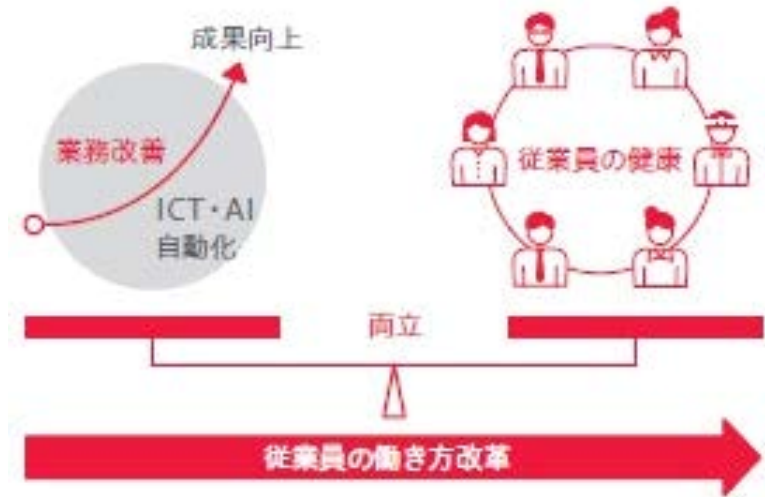 成果向上
業務改善
ICT・AI
自動化
従業員の健康
両立
従業員の働き方改革